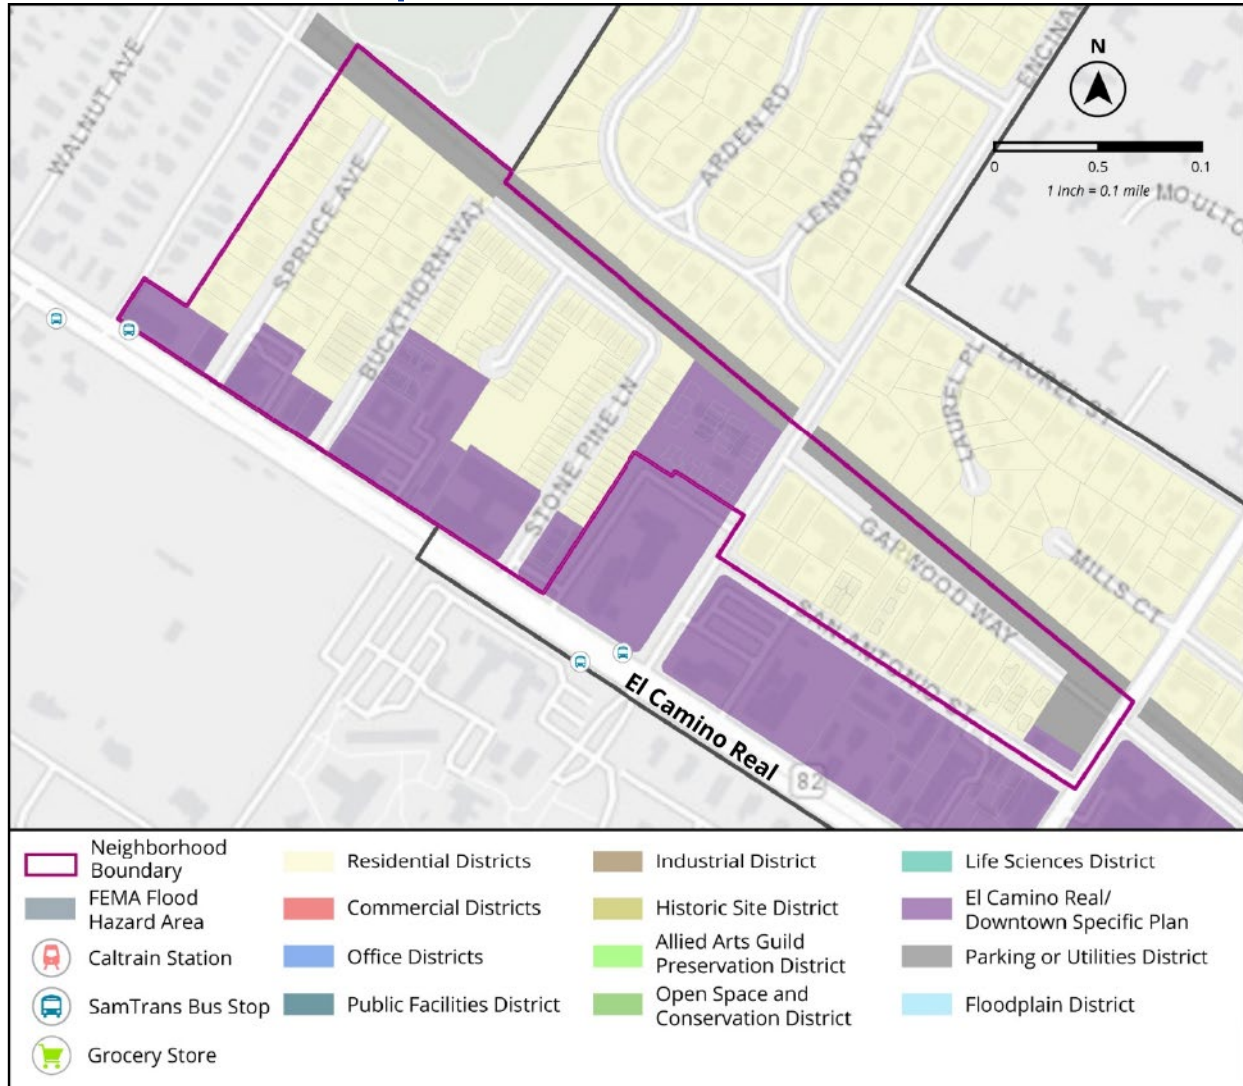 WALNUT AVE
SPRUCE AVE
BUCKTHORN WAY
STONE PINE LN
ARDEN RD
LENNOX AVE
N
0
0.5
0.1
1 inch = 0.1 mile
LAUREL PL
LAUREL ST
GARWOOD WAY
MILLS CT
SAN ANTONIO ST
El Camino Real
82
Neighborhood
Boundary
FEMA Flood
Hazard Area
Caltrain Station
SamTrans Bus Stop
Grocery Store
Residential Districts
Commercial Districts
Office Districts
Public Facilities District
Industrial District
Historic Site District
Allied Arts Guild
Preservation District
Open Space and
Conservation District
Life Sciences District
El Camino Real/
Downtown Specific Plan
Parking or Utilities District
Floodplain District